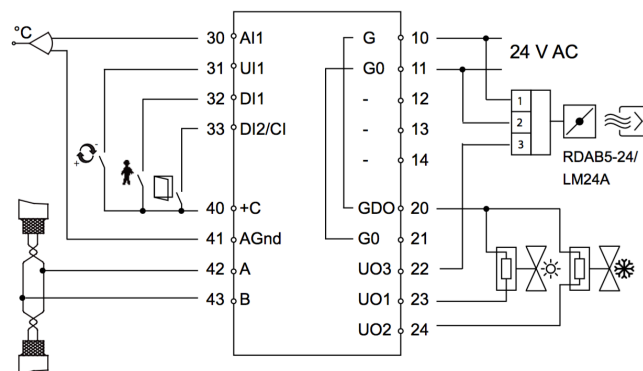 °C
30 AI1 G 10
24 V AC
31 UI1 G0 11
32 DI1 - 12
1
2
3
33 DI2/CI - 13
- 14
RDAB5-24/
LM24A
+ -
40 +C GDO 20
41 AGnd G0 21
42 A UO3 22
43 B UO1 23
UO2 24